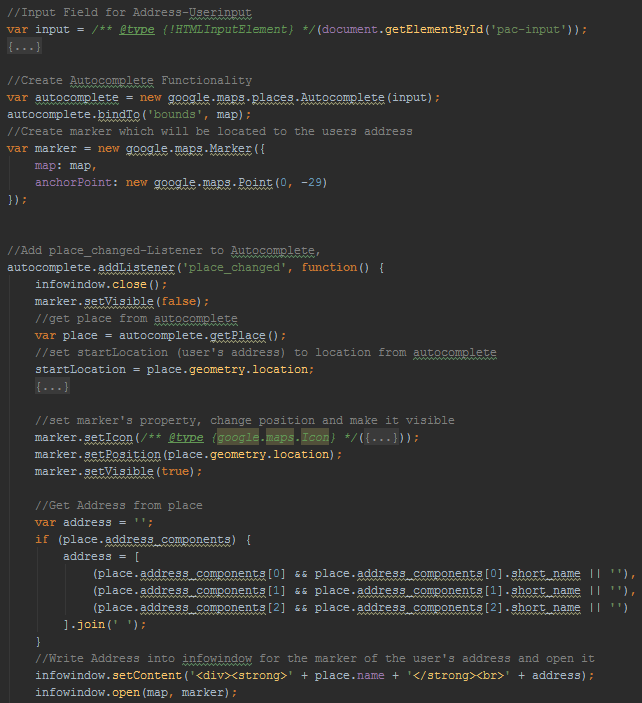 //Input Field for Address-Userinput
var input = /** @type {!HTMLInputElement} */(document.getElementById('pac-input'));
{...}
//Create Autocomplete Functionality
var autocomplete = new google.maps.places.Autocomplete(input);
autocomplete.bindTo('bounds', map);
//Create marker which will be located to the users address
var marker = new google.maps.Marker({
    map: map,
    anchorPoint: new google.maps.Point(0, -29)
});
//Add place_changed-Listener to Autocomplete,
autocomplete.addListener('place_changed', function() {
    infowindow.close();
    marker.setVisible(false);
    //get place from autocomplete
    var place = autocomplete.getPlace();
    //set startLocation (user's address) to location from autocomplete
    startLocation = place.geometry.location;
    {...}
    //set marker's property, change position and make it visible
    marker.setIcon(/** @type {google.maps.Icon} */({...}));
    marker.setPosition(place.geometry.location);
    marker.setVisible(true);
    //Get Address from place
    var address = '';
    if (place.address_components) {
        address = [
            (place.address_components[0] && place.address_components[0].short_name || ''),
            (place.address_components[1] && place.address_components[1].short_name || ''),
            (place.address_components[2] && place.address_components[2].short_name || '')
        ].join(' ');
    }
    //Write Address into infowindow for the marker of the user's address and open it
    infowindow.setContent('<div><strong>' + place.name + '</strong><br>' + address);
    infowindow.open(map, marker);